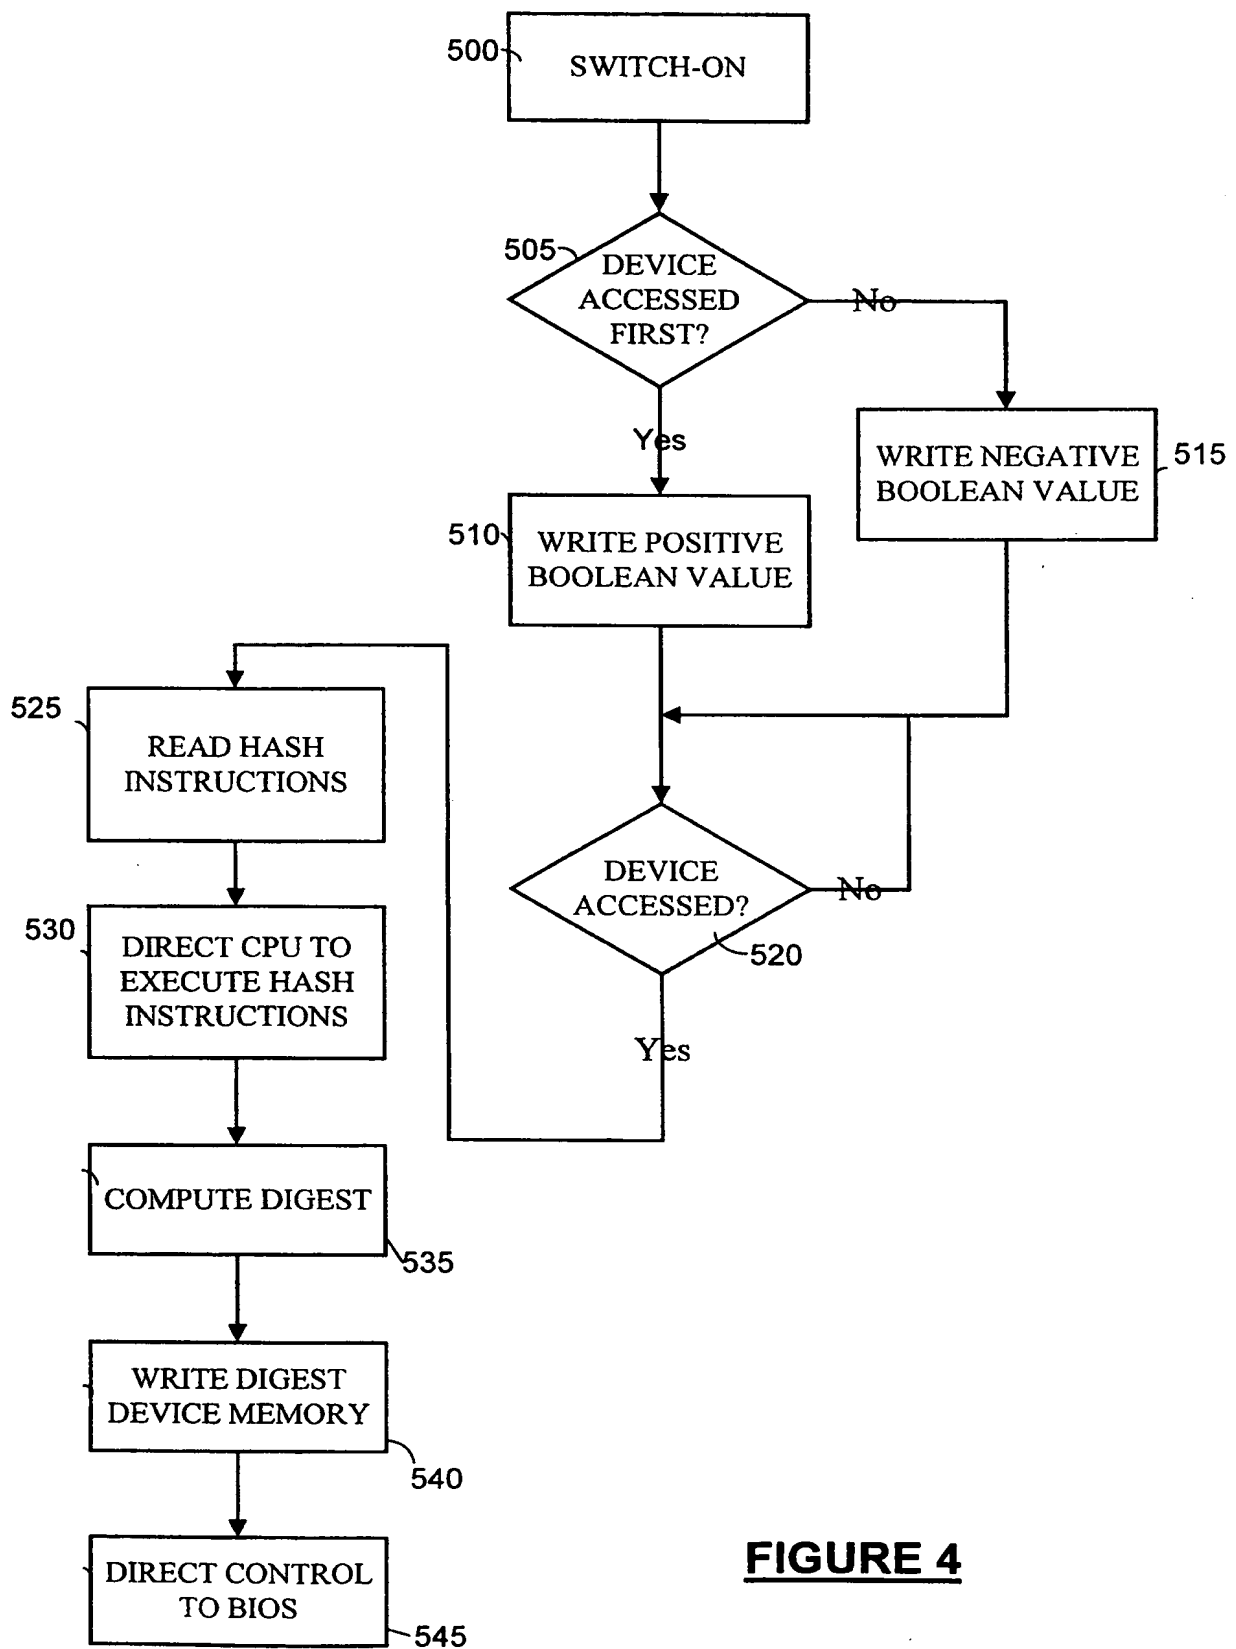 500
SWITCH-ON
505
DEVICE
ACCESSED
FIRST?
No
Yes
WRITE NEGATIVE
BOOLEAN VALUE
515
510
WRITE POSITIVE
BOOLEAN VALUE
525
READ HASH
INSTRUCTIONS
DEVICE
ACCESSED?
No
520
Yes
530
DIRECT CPU TO
EXECUTE HASH
INSTRUCTIONS
COMPUTE DIGEST
535
WRITE DIGEST
DEVICE MEMORY
540
DIRECT CONTROL
TO BIOS
545
FIGURE 4